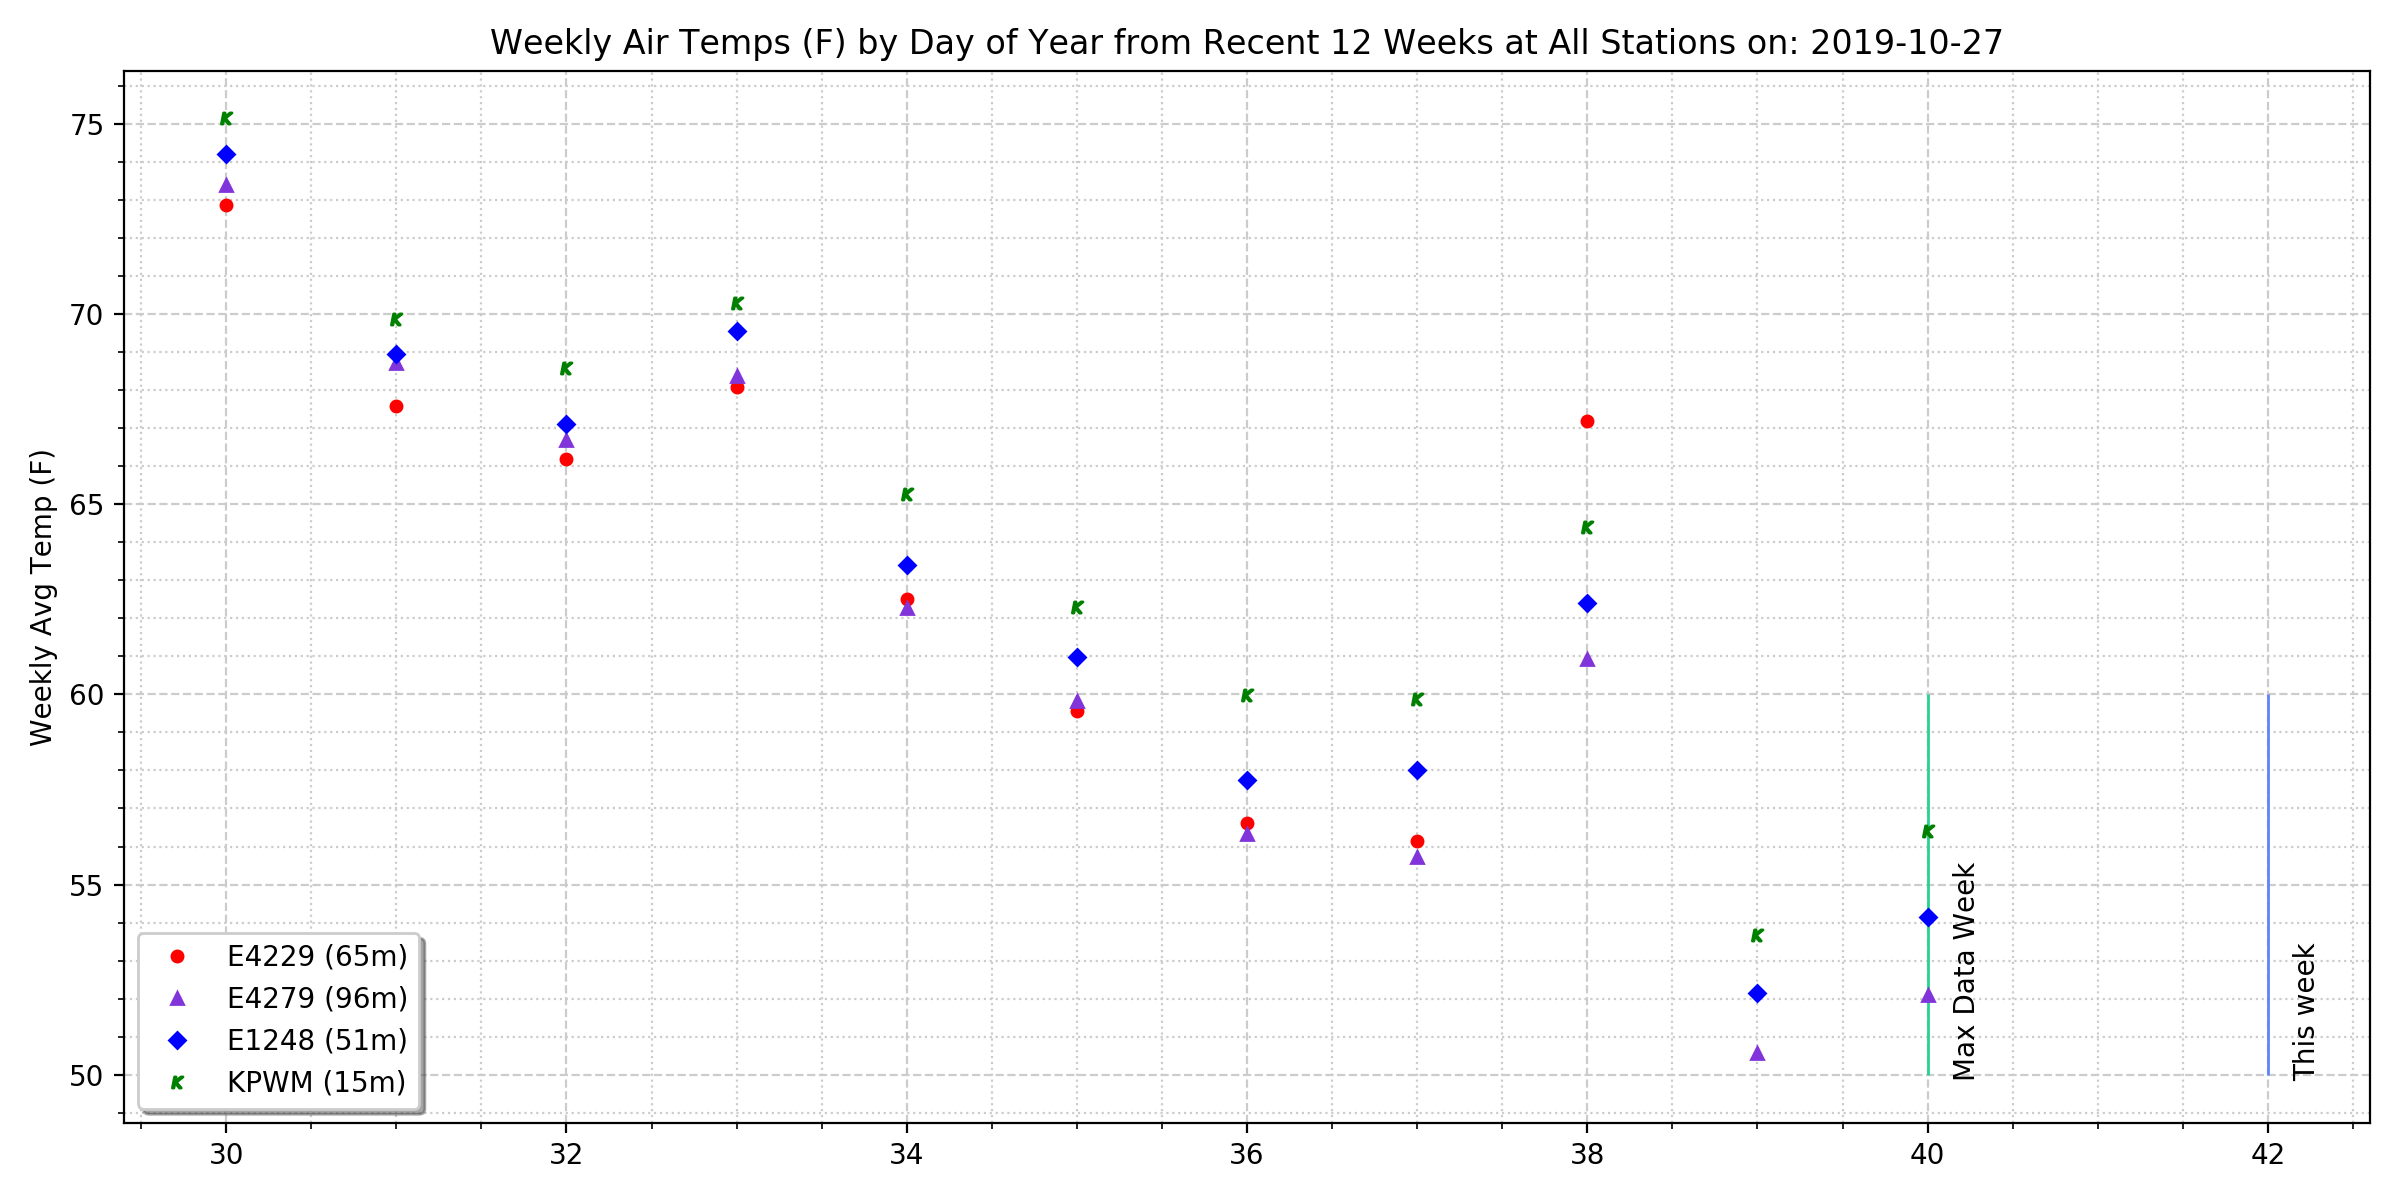 Weekly Air Temps (F) by Day of Year from Recent 12 Weeks at All Stations on: 2019-10-27
Weekly Avg Temp (F)
75
70
65
60
55
50
E4229 (65m)
E4279 (96m)
E1248 (51m)
KPWM (15m)
Max Data Week
This week
30
32
34
36
38
40
42